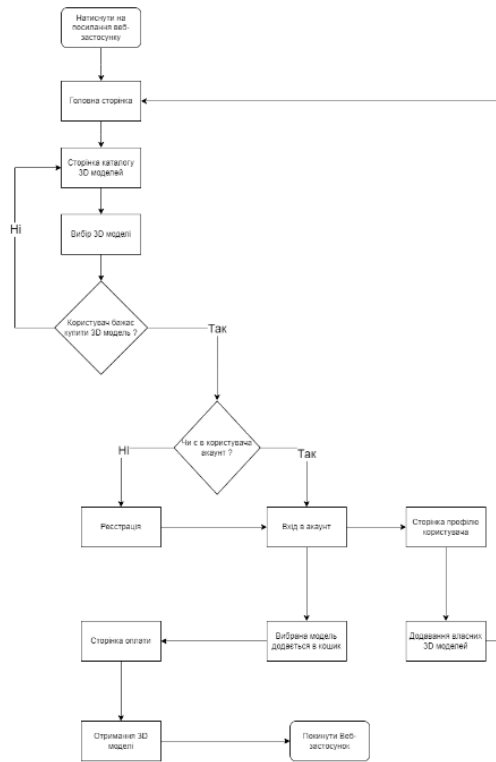 Натиснути на
посилання веб-
застосунку
Головна сторінка
Сторінка каталогу
3D моделей
Ні
Вибір 3D моделі
Користувач бажає
купити 3D модель ?
Так
Чи є в користувача
акаунт ?
Ні
Так
Реєстрація
Вхід в акаунт
Сторінка профілю
користувача
Сторінка оплати
Вибрана модель
додається в кошик
Додавання власних
3D моделей
Отримання 3D
моделі
Покинути Веб-
застосунок